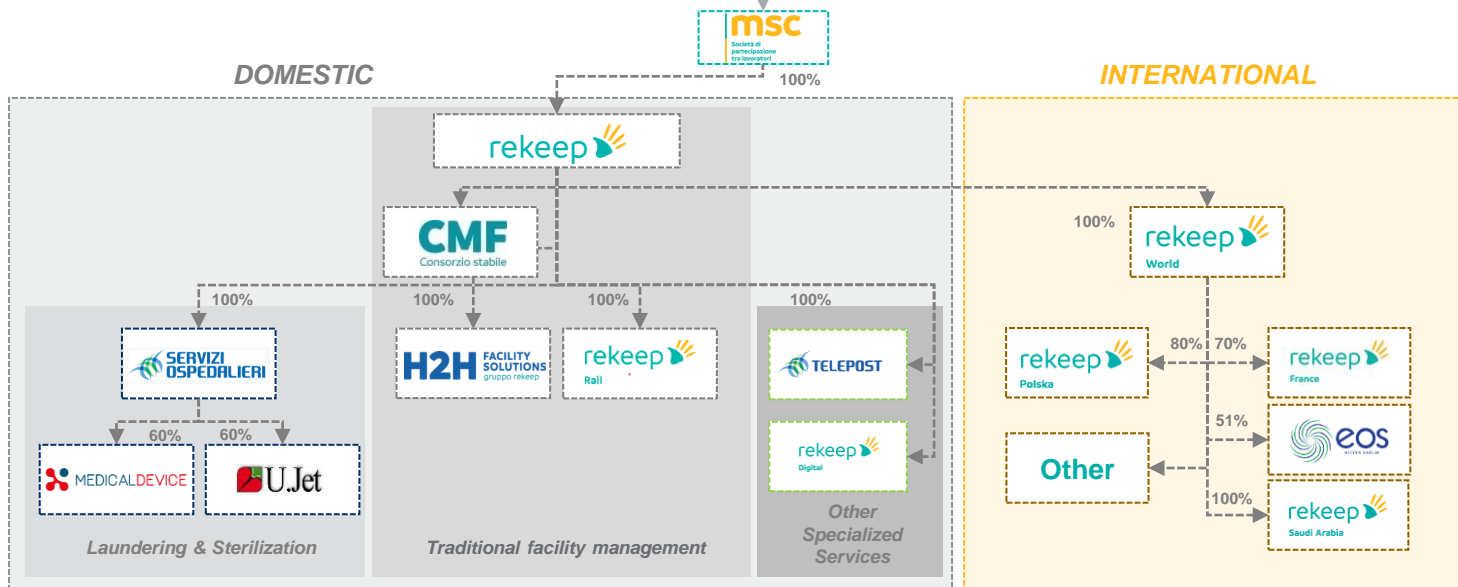 msc
Società di
partecipazione
tra lavoratori
DOMESTIC
100%
INTERNATIONAL
rekeep
CMF
Consorzio stabile
100%
rekeep
World
100%
100%
100%
100%
SERVIZI
OSPEDALIERI
H2H FACILITY
SOLUTIONS
gruppo rekeep
rekeep
Rail
TELEPOST
rekeep
Polska
80%
70%
rekeep
France
60%
60%
MEDICALDEVICE
U.Jet
rekeep
Digital
51%
eos
Other
100%
rekeep
Saudi Arabia
Laundering & Sterilization
Traditional facility management
Other
Specialized
Services